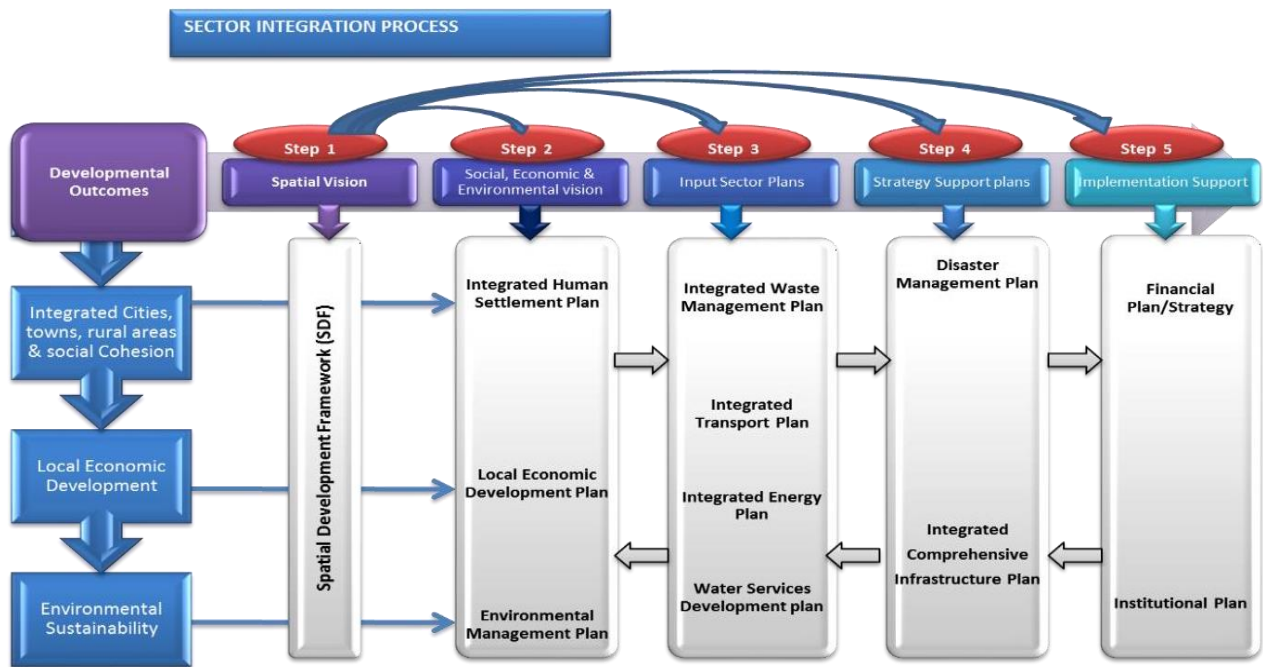 SECTOR INTEGRATION PROCESS
Developmental
Outcomes
Step 1
Spatial Vision
Step 2
Social, Economic &
Environmental vision
Step 3
Input Sector Plans
Step 4
Strategy Support plans
Step 5
Implementation Support
Integrated Cities,
towns, rural areas
& social Cohesion
Local Economic
Development
Environmental
Sustainability
Spatial Development Framework (SDF)
Integrated Human
Settlement Plan
Local Economic
Development Plan
Environmental
Management Plan
Integrated Waste
Management Plan
Integrated
Transport Plan
Integrated Energy
Plan
Water Services
Development plan
Disaster
Management Plan
Integrated
Comprehensive
Infrastructure Plan
Financial
Plan/Strategy
Institutional Plan